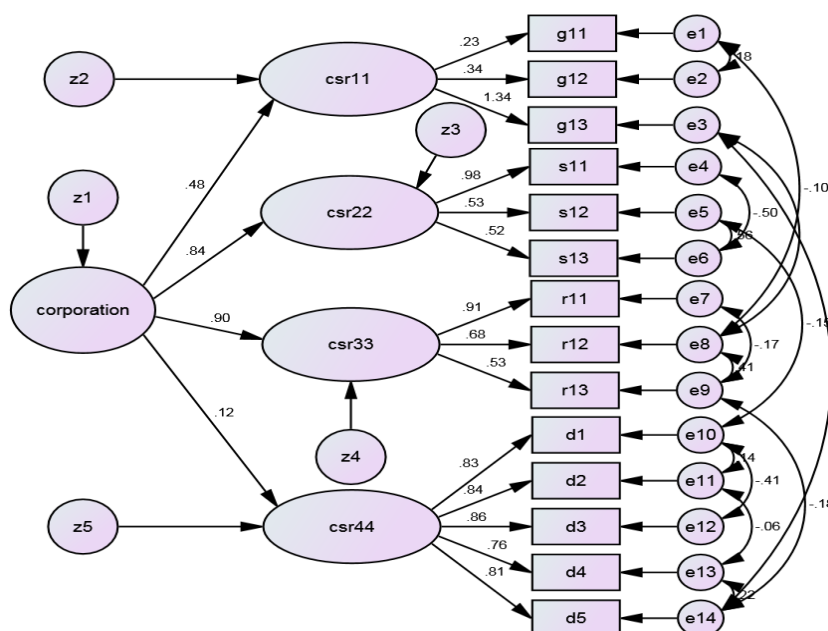 g11
e1
.23
.18
z2
csr11
.34
g12
e2
1.34
z3
g13
e3
s11
e4
.98
-.10
.48
z1
csr22
.53
s12
e5
-.50
.52
.84
s13
e6
corporation
.90
.91
r11
e7
csr33
.68
r12
e8
-.17
.53
.41
r13
e9
.12
z4
.83
d1
e10
.14
.84
d2
e11
-.41
z5
csr44
.86
d3
e12
-.18
-.06
.76
d4
e13
.81
.22
d5
e14